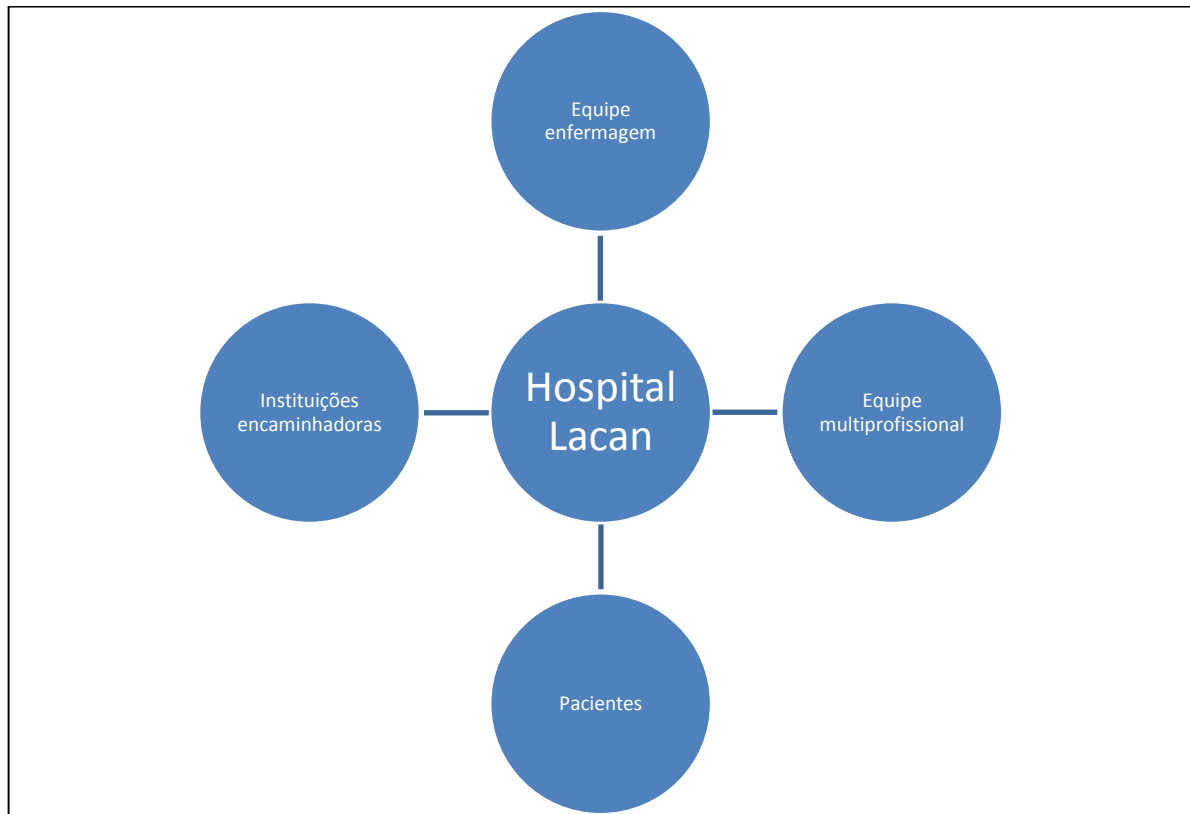 Equipe
enfermagem
Instituições
encaminhadoras
Hospital
Lacan
Equipe
multiprofissional
Pacientes